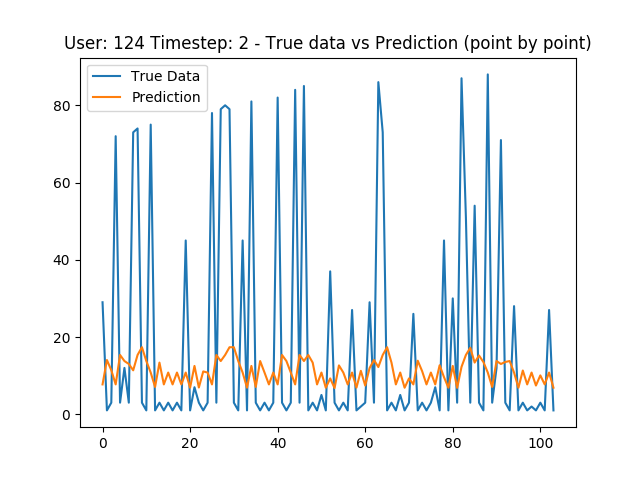 User: 124 Timestep: 2 - True data vs Prediction (point by point)
True Data
Prediction
80
60
40
20
0
0 20 40 60 80 100